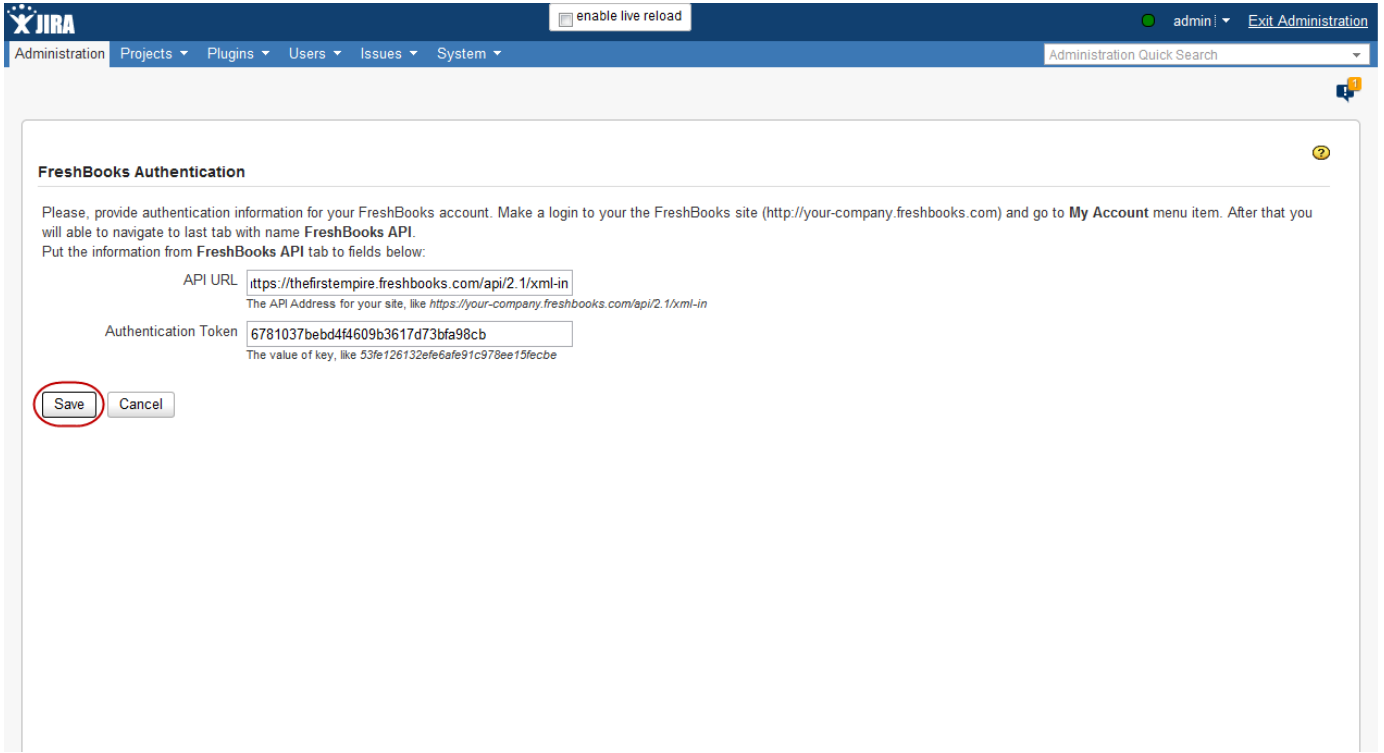 JIRA
enable live reload
admin
Exit Administration
Administration Projects Plugins Users Issues System
Administration Quick Search
1
FreshBooks Authentication
Please, provide authentication information for your FreshBooks account. Make a login to your the FreshBooks site (http://your-company.freshbooks.com) and go to My Account menu item. After that you
will able to navigate to last tab with name FreshBooks API.
Put the information from FreshBooks API tab to fields below:
API URL ttps://thefirstempire.freshbooks.com/api/2.1/xml-in
The API Address for your site, like https://your-company.freshbooks.com/api/2.1/xml-in
Authentication Token 6781037bebd4f4609b3617d73bfa98cb
The value of key, like 53fe126132efe6afe91c978ee15fecbe
Save Cancel